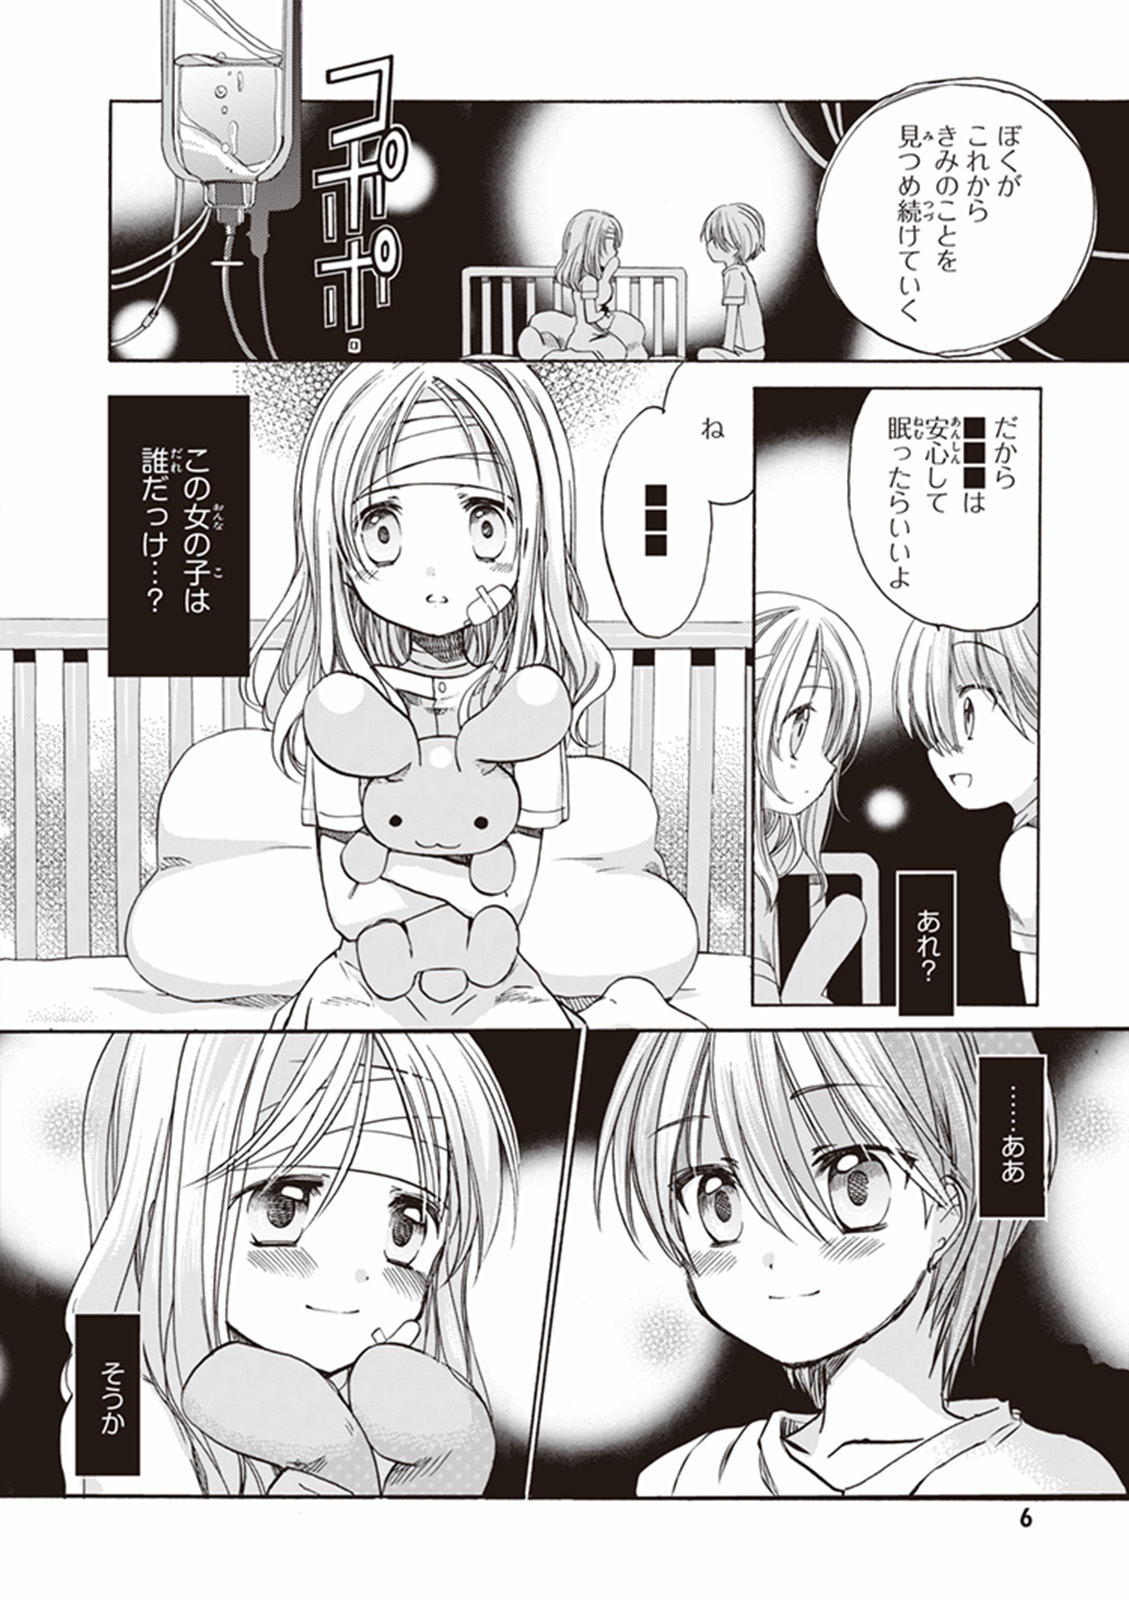 ぼくが
これから
きみのことを
見つめ続けていく
コポポポ…
だから
■■■は
安心して
眠ったらいいよ
あれ?
ね
■■■
この女の子は
誰だっけ…?
……ああ
そうか
6